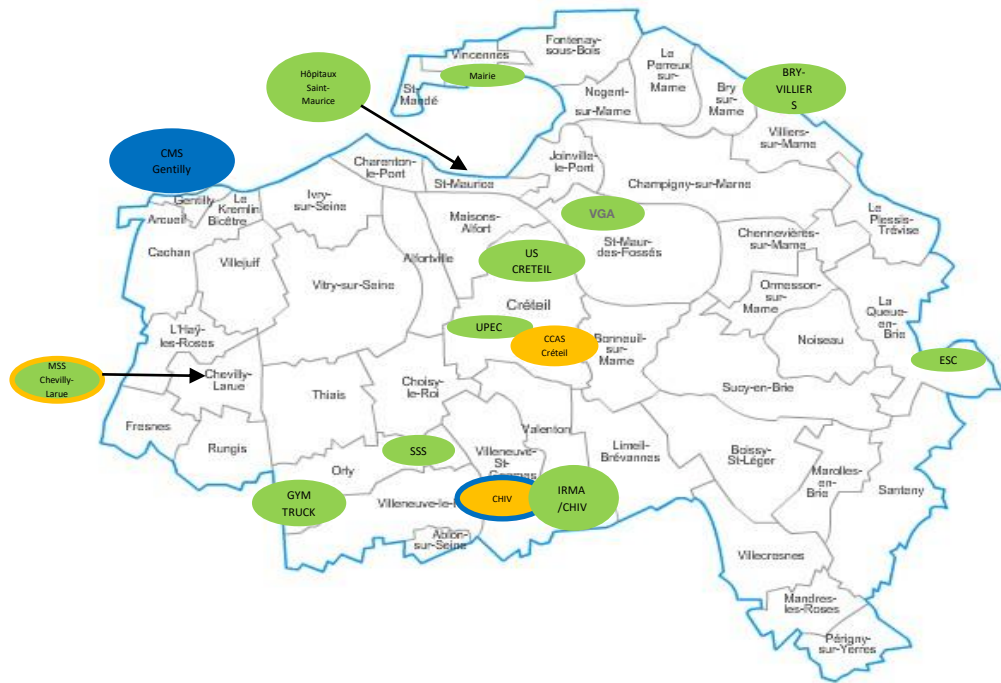 Fontenay-
sous-Bois
Vincennes
Le
Perreux
sur-
Marne
Hôpitaux
Saint-
Maurice
Mairie
St-
Mandé
Nogent-
sur-Marne
Bry
sur-
Marne
BRY-
VILLIER
S
Villiers-
sur-Marne
CMS
Gentilly
Charenton-
le-Pont
St-Maurice
Joinville-
le-Pont
Champigny-sur-Marne
Le
Plessis-
Trévise
Gentilly
Le
Kremlin
Bicêtre
Arcueil
Ivry-
sur-Seine
Maisons-
Alfort
VGA
St-Maur-
des-Fossés
Chennevières-
sur-Marne
Cachan
Villejuif
Vitry-sur-Seine
Alfortville
US
CRETEIL
Créteil
Ormesson-
sur-
Marne
La
Queue-
en-Brie
L'Haÿ-
les-Roses
UPEC
CCAS
Créteil
Bonneuil-
sur-
Marne
Noiseau
ESC
MSS
Chevilly-
Larue
Chevilly-
Larue
Thiais
Choisy-
le-Roi
Sucy-en-Brie
Fresnes
Rungis
Orly
SSS
Valenton
Villeneuve-
St-
Limeil-
Brévannes
Boissy-
St-Léger
Marolles-
en-
Brie
Santeny
GYM
TRUCK
Villeneuve-le-
CHIV
IRMA
/CHIV
Ablon-
sur-Seine
Villecresnes
Mandres-
les-Roses
Périgny-
sur-Yerres